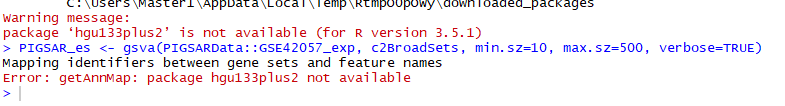 C:\Users\Master1\AppData\Local\Temp\RtmpO0pOwy\downloaded_packages
Warning message:
package ‘hgu133plus2’ is not available (for R version 3.5.1)
> PIGSAR_es <- gsva(PIGSARData::GSE42057_exp, c2BroadSets, min.sz=10, max.sz=500, verbose=TRUE)
Mapping identifiers between gene sets and feature names
Error: getAnnMap: package hgu133plus2 not available
>